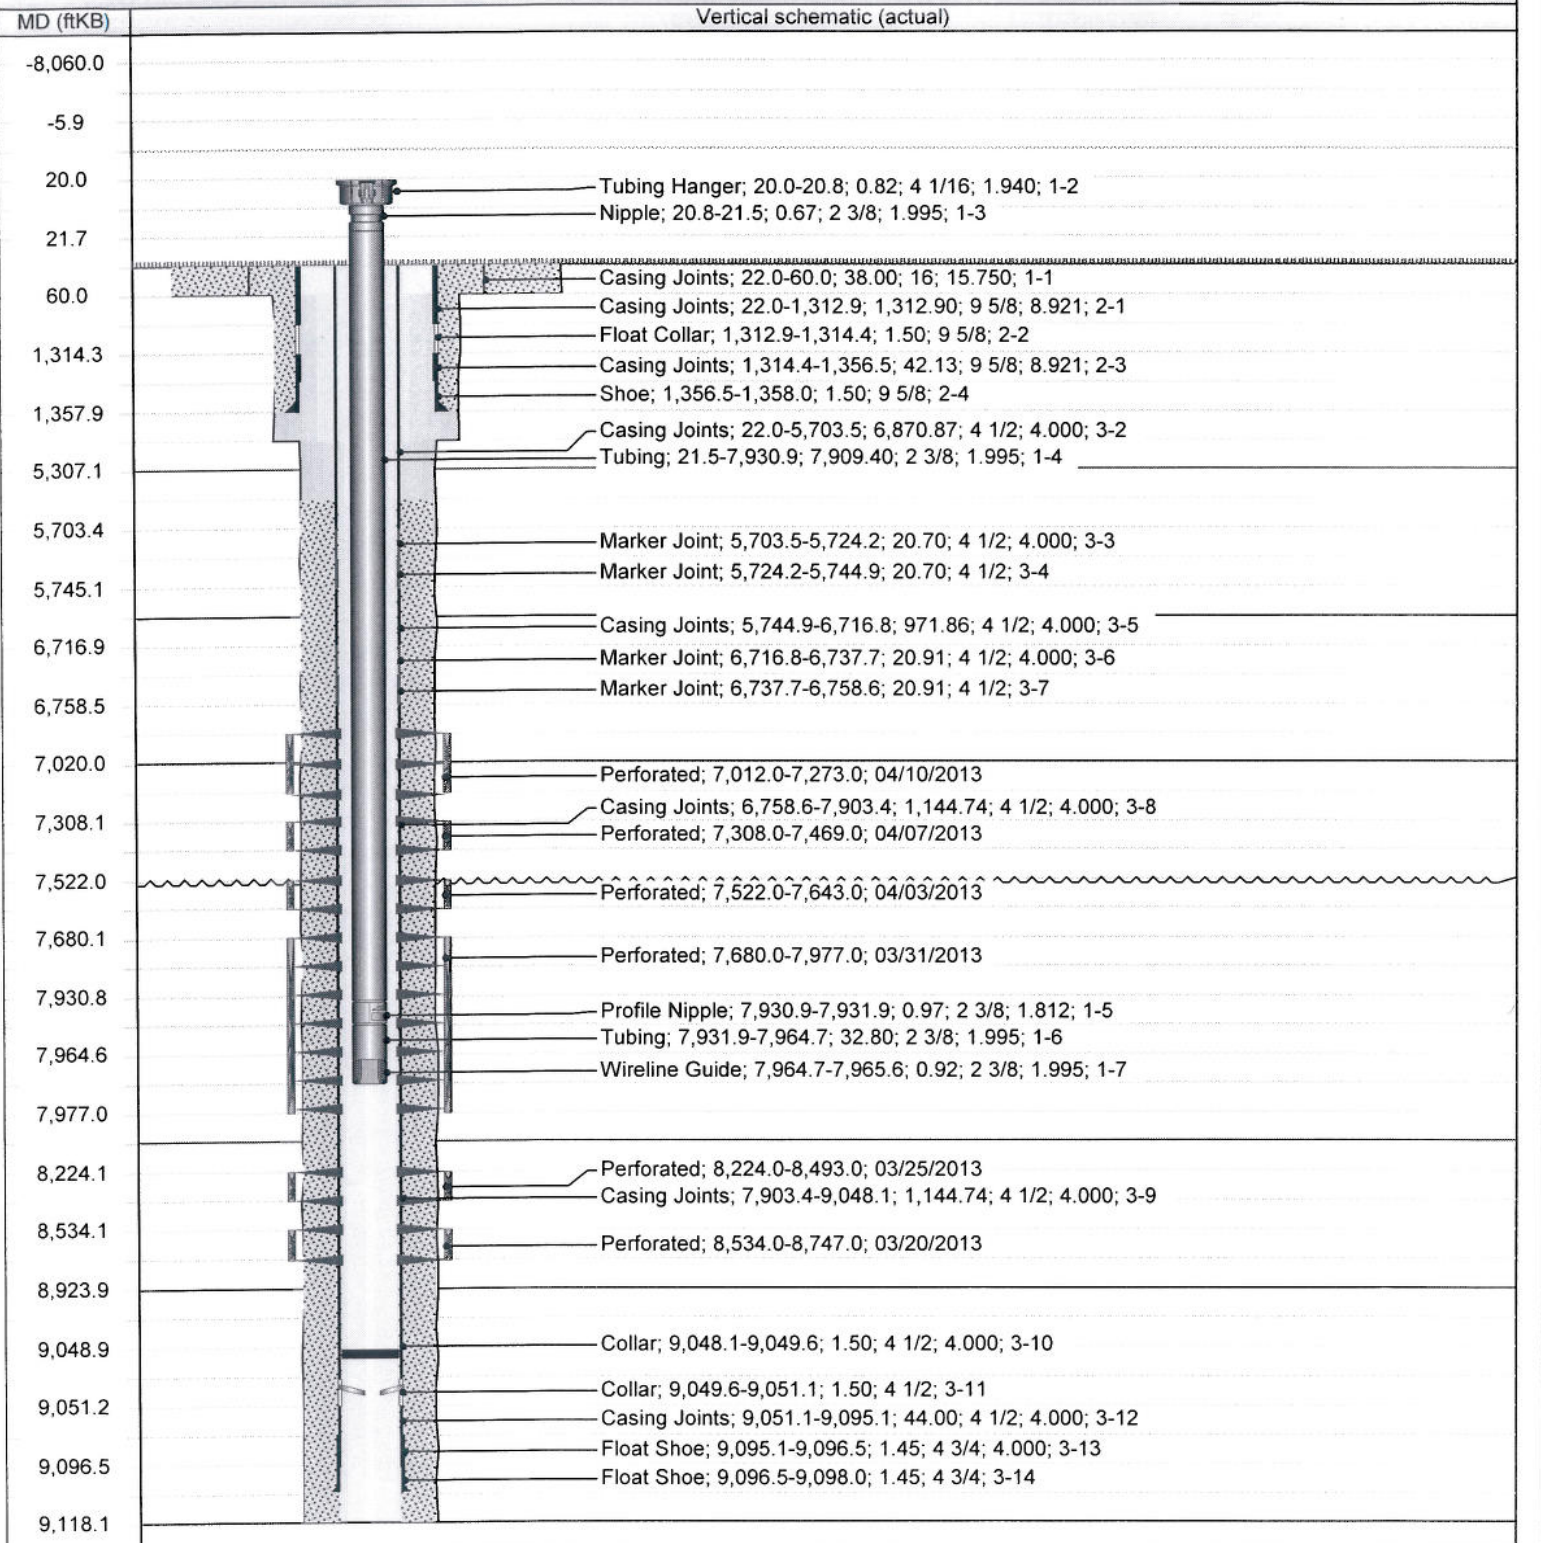 MD (ftKB)
Vertical schematic (actual)
-8,060.0
-5.9
20.0
Tubing Hanger; 20.0-20.8; 0.82; 4 1/16; 1.940; 1-2
Nipple; 20.8-21.5; 0.67; 2 3/8; 1.995; 1-3
21.7
Casing Joints; 22.0-60.0; 38.00; 16; 15.750; 1-1
60.0
Casing Joints; 22.0-1,312.9; 1,312.90; 9 5/8; 8.921; 2-1
Float Collar; 1,312.9-1,314.4; 1.50; 9 5/8; 2-2
1,314.3
Casing Joints; 1,314.4-1,356.5; 42.13; 9 5/8; 8.921; 2-3
Shoe; 1,356.5-1,358.0; 1.50; 9 5/8; 2-4
1,357.9
Casing Joints; 22.0-5,703.5; 6,870.87; 4 1/2; 4.000; 3-2
Tubing; 21.5-7,930.9; 7,909.40; 2 3/8; 1.995; 1-4
5,307.1
5,703.4
Marker Joint; 5,703.5-5,724.2; 20.70; 4 1/2; 4.000; 3-3
Marker Joint; 5,724.2-5,744.9; 20.70; 4 1/2; 3-4
5,745.1
Casing Joints; 5,744.9-6,716.8; 971.86; 4 1/2; 4.000; 3-5
6,716.9
Marker Joint; 6,716.8-6,737.7; 20.91; 4 1/2; 4.000; 3-6
Marker Joint; 6,737.7-6,758.6; 20.91; 4 1/2; 3-7
6,758.5
7,020.0
Perforated; 7,012.0-7,273.0; 04/10/2013
Casing Joints; 6,758.6-7,903.4; 1,144.74; 4 1/2; 4.000; 3-8
7,308.1
Perforated; 7,308.0-7,469.0; 04/07/2013
7,522.0
Perforated; 7,522.0-7,643.0; 04/03/2013
7,680.1
Perforated; 7,680.0-7,977.0; 03/31/2013
7,930.8
Profile Nipple; 7,930.9-7,931.9; 0.97; 2 3/8; 1.812; 1-5
Tubing; 7,931.9-7,964.7; 32.80; 2 3/8; 1.995; 1-6
7,964.6
Wireline Guide; 7,964.7-7,965.6; 0.92; 2 3/8; 1.995; 1-7
7,977.0
Perforated; 8,224.0-8,493.0; 03/25/2013
8,224.1
Casing Joints; 7,903.4-9,048.1; 1,144.74; 4 1/2; 4.000; 3-9
8,534.1
Perforated; 8,534.0-8,747.0; 03/20/2013
8,923.9
Collar; 9,048.1-9,049.6; 1.50; 4 1/2; 4.000; 3-10
9,048.9
Collar; 9,049.6-9,051.1; 1.50; 4 1/2; 3-11
9,051.2
Casing Joints; 9,051.1-9,095.1; 44.00; 4 1/2; 4.000; 3-12
Float Shoe; 9,095.1-9,096.5; 1.45; 4 3/4; 4.000; 3-13
9,096.5
Float Shoe; 9,096.5-9,098.0; 1.45; 4 3/4; 3-14
9,118.1